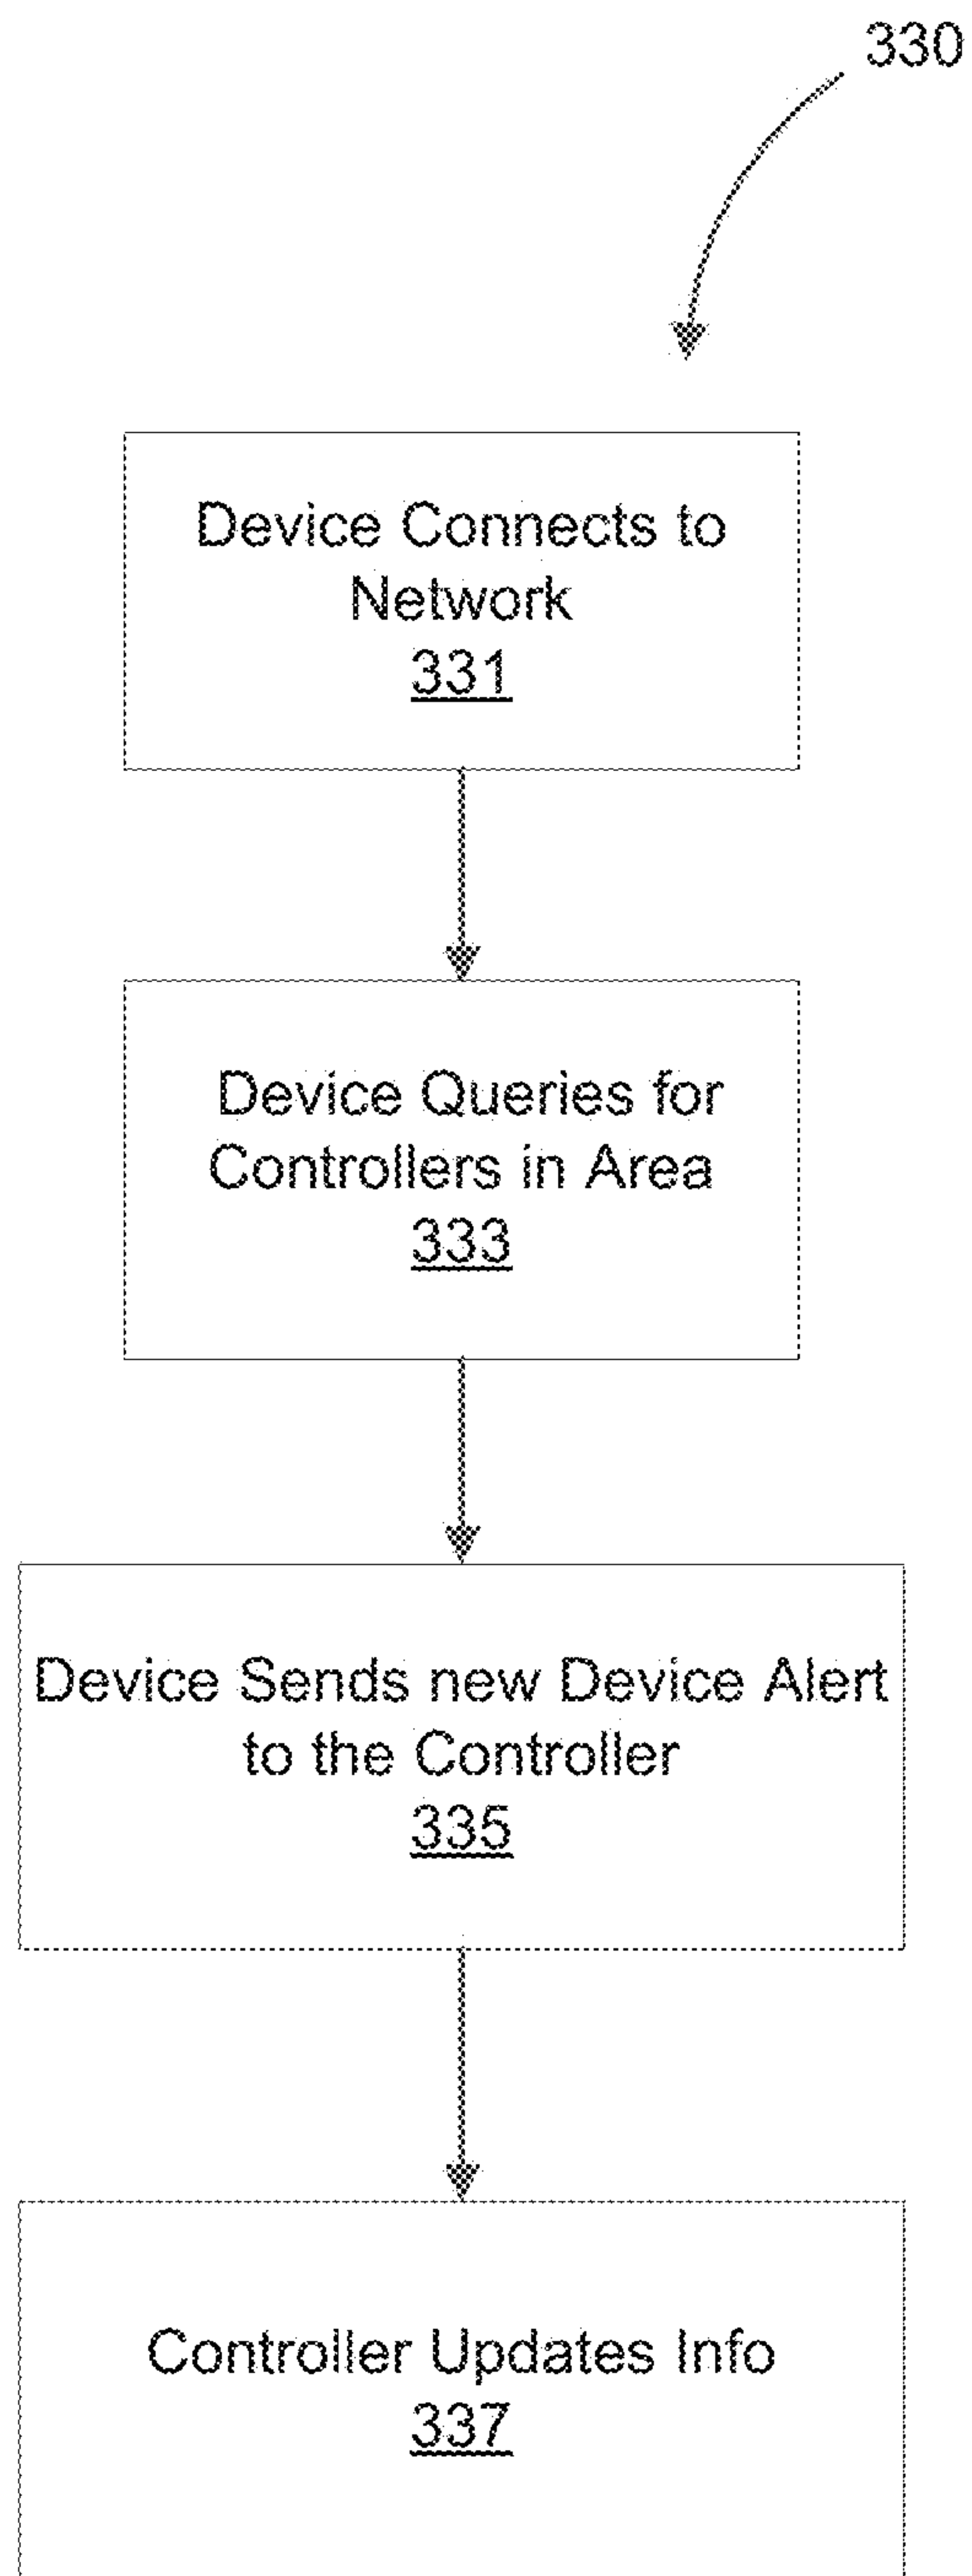 330
Device Connects to
Network
331
Device Queries for
Controllers in Area
333
Device Sends new Device Alert
to the Controller
335
Controller Updates Info
337